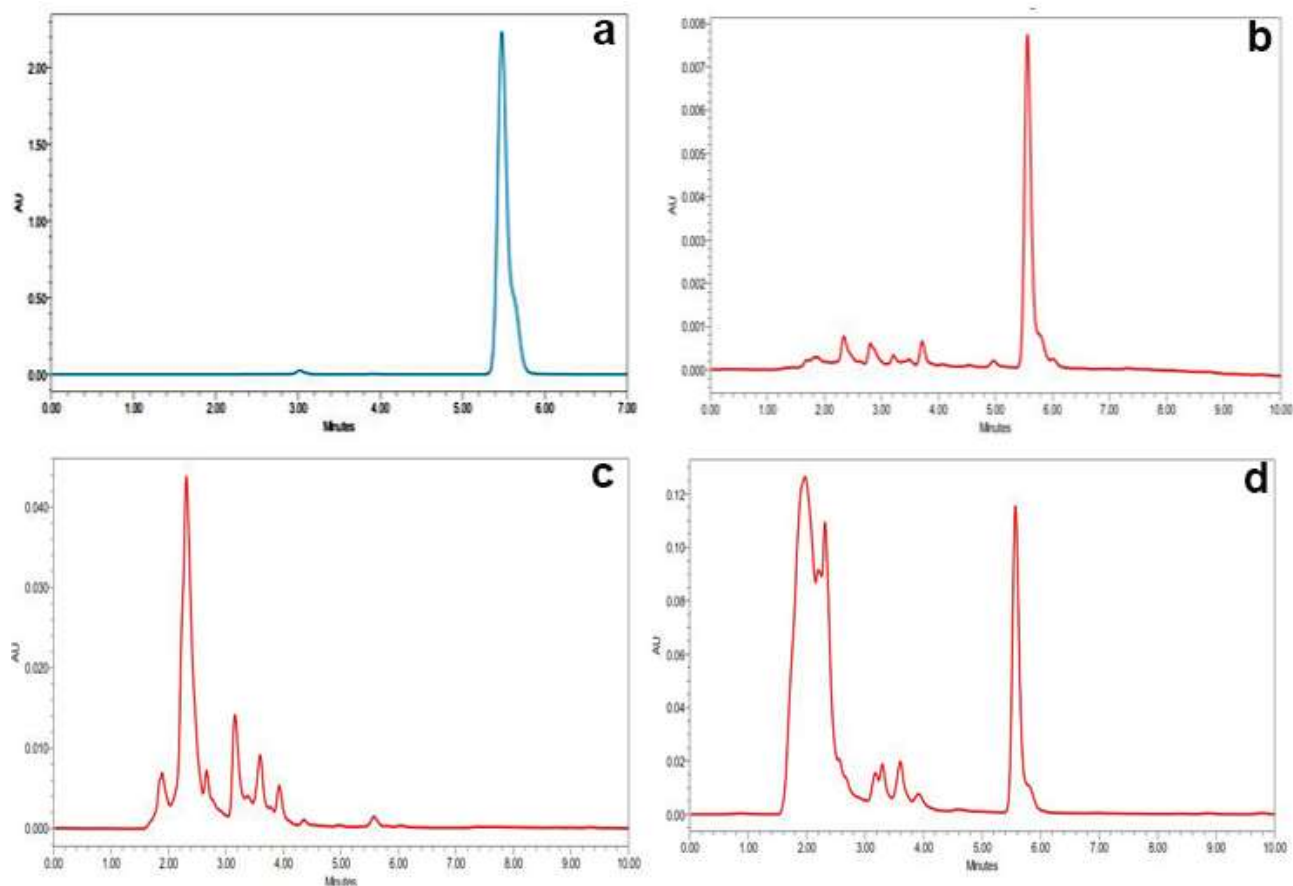 a
2.00
1.50
1.00
0.50
0.00
AU
0.00 1.00 2.00 3.00 4.00 5.00 6.00 7.00
Minutes
b
0.008
0.007
0.006
0.005
0.004
0.003
0.002
0.001
0.000
AU
0.00 1.00 2.00 3.00 4.00 5.00 6.00 7.00 8.00 9.00 10.00
Minutes
c
0.040
0.030
0.020
0.010
0.000
AU
0.00 1.00 2.00 3.00 4.00 5.00 6.00 7.00 8.00 9.00 10.00
Minutes
d
0.12
0.10
0.08
0.06
0.04
0.02
0.00
AU
0.00 1.00 2.00 3.00 4.00 5.00 6.00 7.00 8.00 9.00 10.00
Minutes